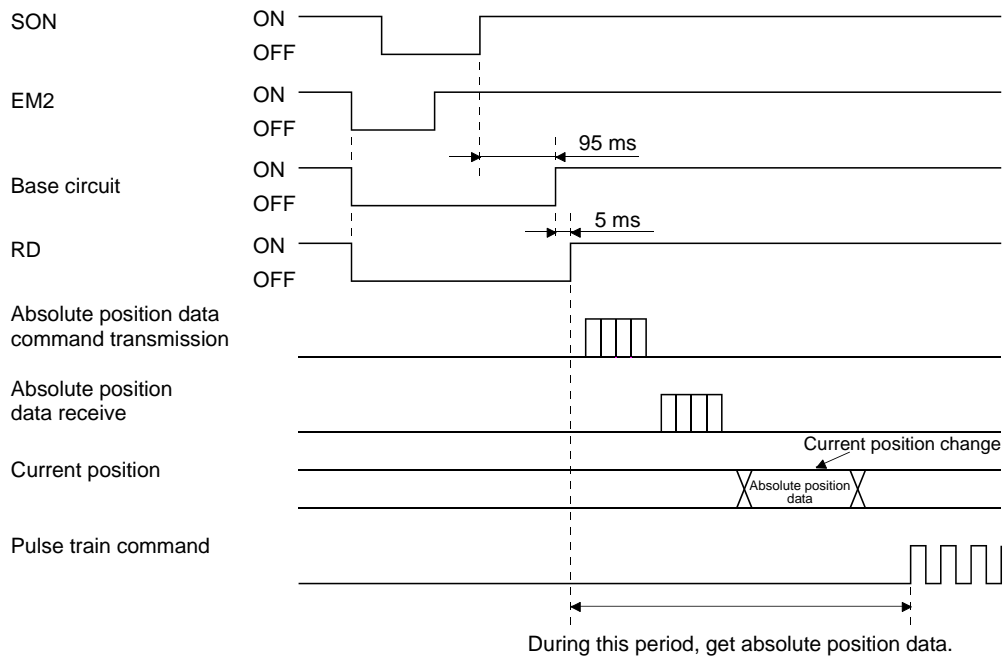 SON
ON
OFF
EM2
ON
OFF
95 ms
Base circuit
ON
OFF
5 ms
RD
ON
OFF
Absolute position data
command transmission
Absolute position
data receive
Current position change
Current position
Absolute position
data
Pulse train command
During this period, get absolute position data.